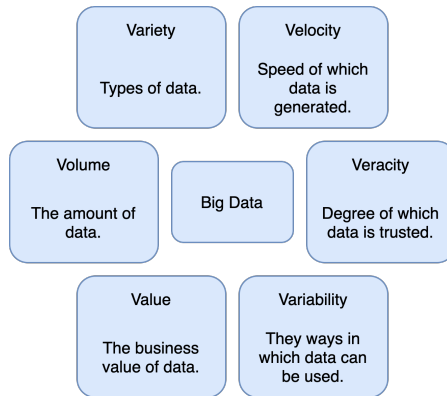 Variety
Types of data.
Velocity
Speed of which
data is
generated.
Volume
The amount of
data.
Big Data
Veracity
Degree of which
data is trusted.
Value
The business
value of data.
Variability
They ways in
which data can
be used.